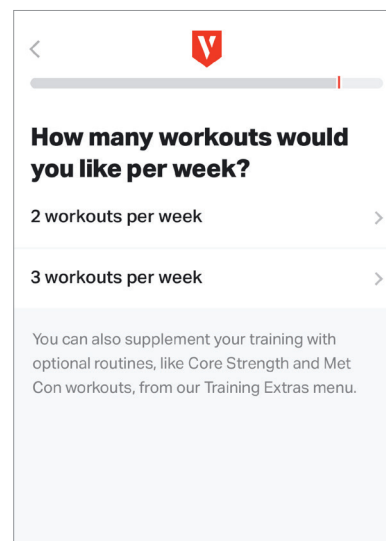 How many workouts would
you like per week?
2 workouts per week
3 workouts per week
You can also supplement your training with
optional routines, like Core Strength and Met
Con workouts, from our Training Extras menu.